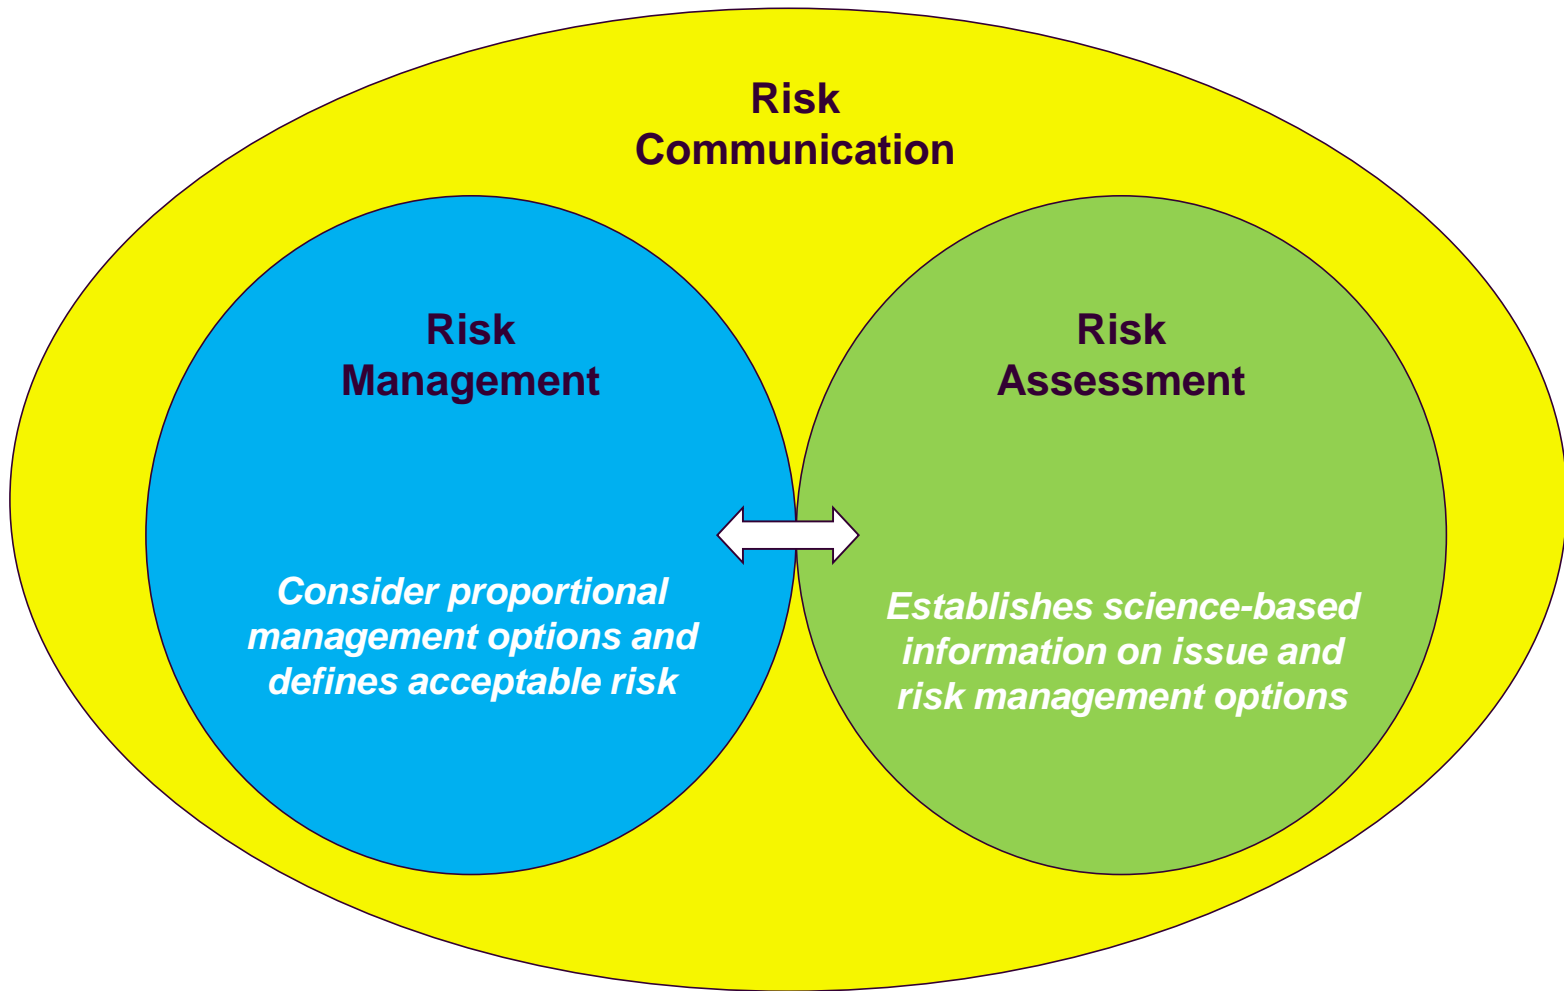 Risk
Communication
Risk
Management
Consider proportional
management options and
defines acceptable risk
Risk
Assessment
Establishes science-based
information on issue and
risk management options